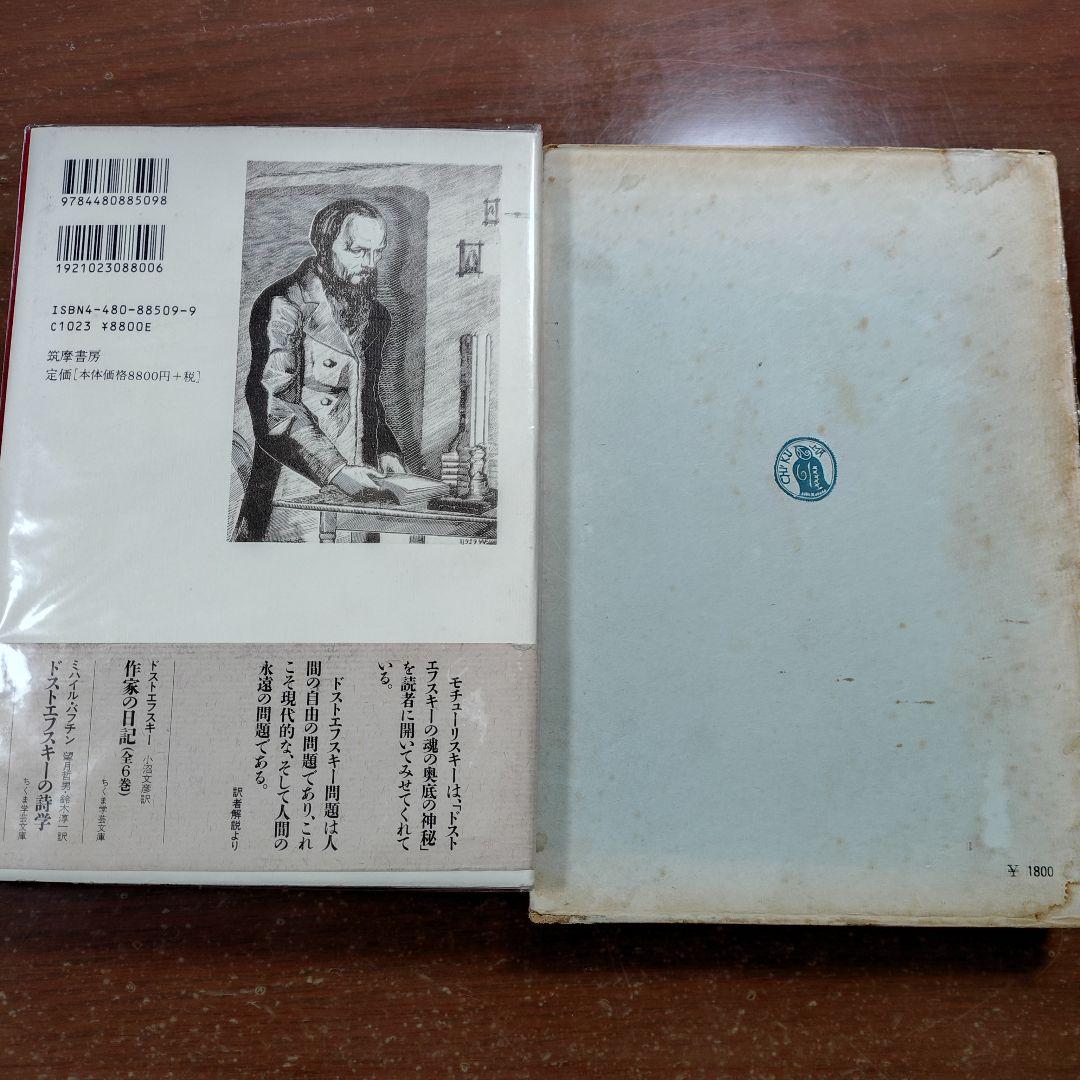 9784480885098
1921023088006
ISBN4-480-88509-9
C1023 ¥8800E
筑摩書房
定価[本体価格8800円+税]
モチューリスキーは、「ドスト
エフスキーの魂の奥底の神秘」
を読者に開いてみせてくれて
いる。
ドストエフスキー問題は人
間の自由の問題であり、これ
こそ現代的な、そして人間の
永遠の問題である。
訳者解説より
ドストエフスキー 小沼文彦訳
作家の日記(全6巻)
ちくま学芸文庫
ミハイル・バフチン 望月哲男・鈴木淳一訳
ドストエフスキーの詩学
ちくま学芸文庫
¥ 1800